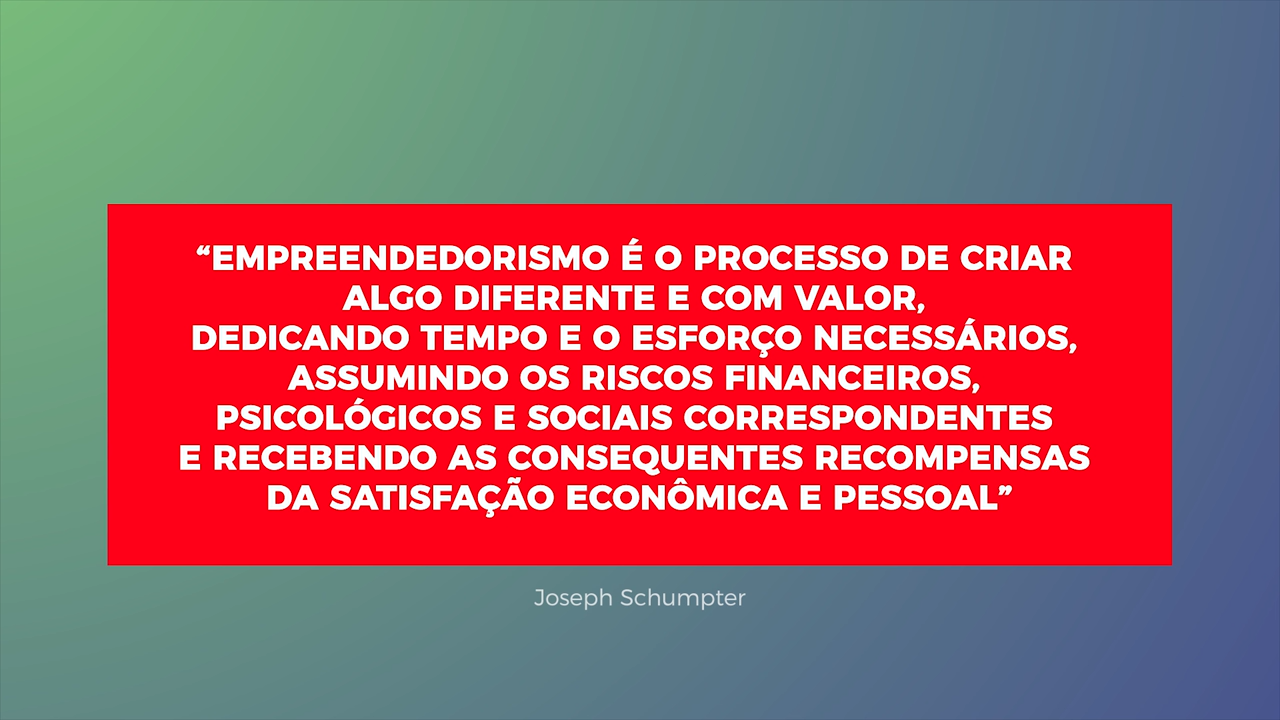 “EMPREENDEDORISMO É O PROCESSO DE CRIAR
ALGO DIFERENTE E COM VALOR,
DEDICANDO TEMPO E O ESFORÇO NECESSÁRIOS,
ASSUMINDO OS RISCOS FINANCEIROS,
PSICOLÓGICOS E SOCIAIS CORRESPONDENTES
E RECEBENDO AS CONSEQUENTES RECOMPENSAS
DA SATISFAÇÃO ECONÔMICA E PESSOAL”
Joseph Schumpter